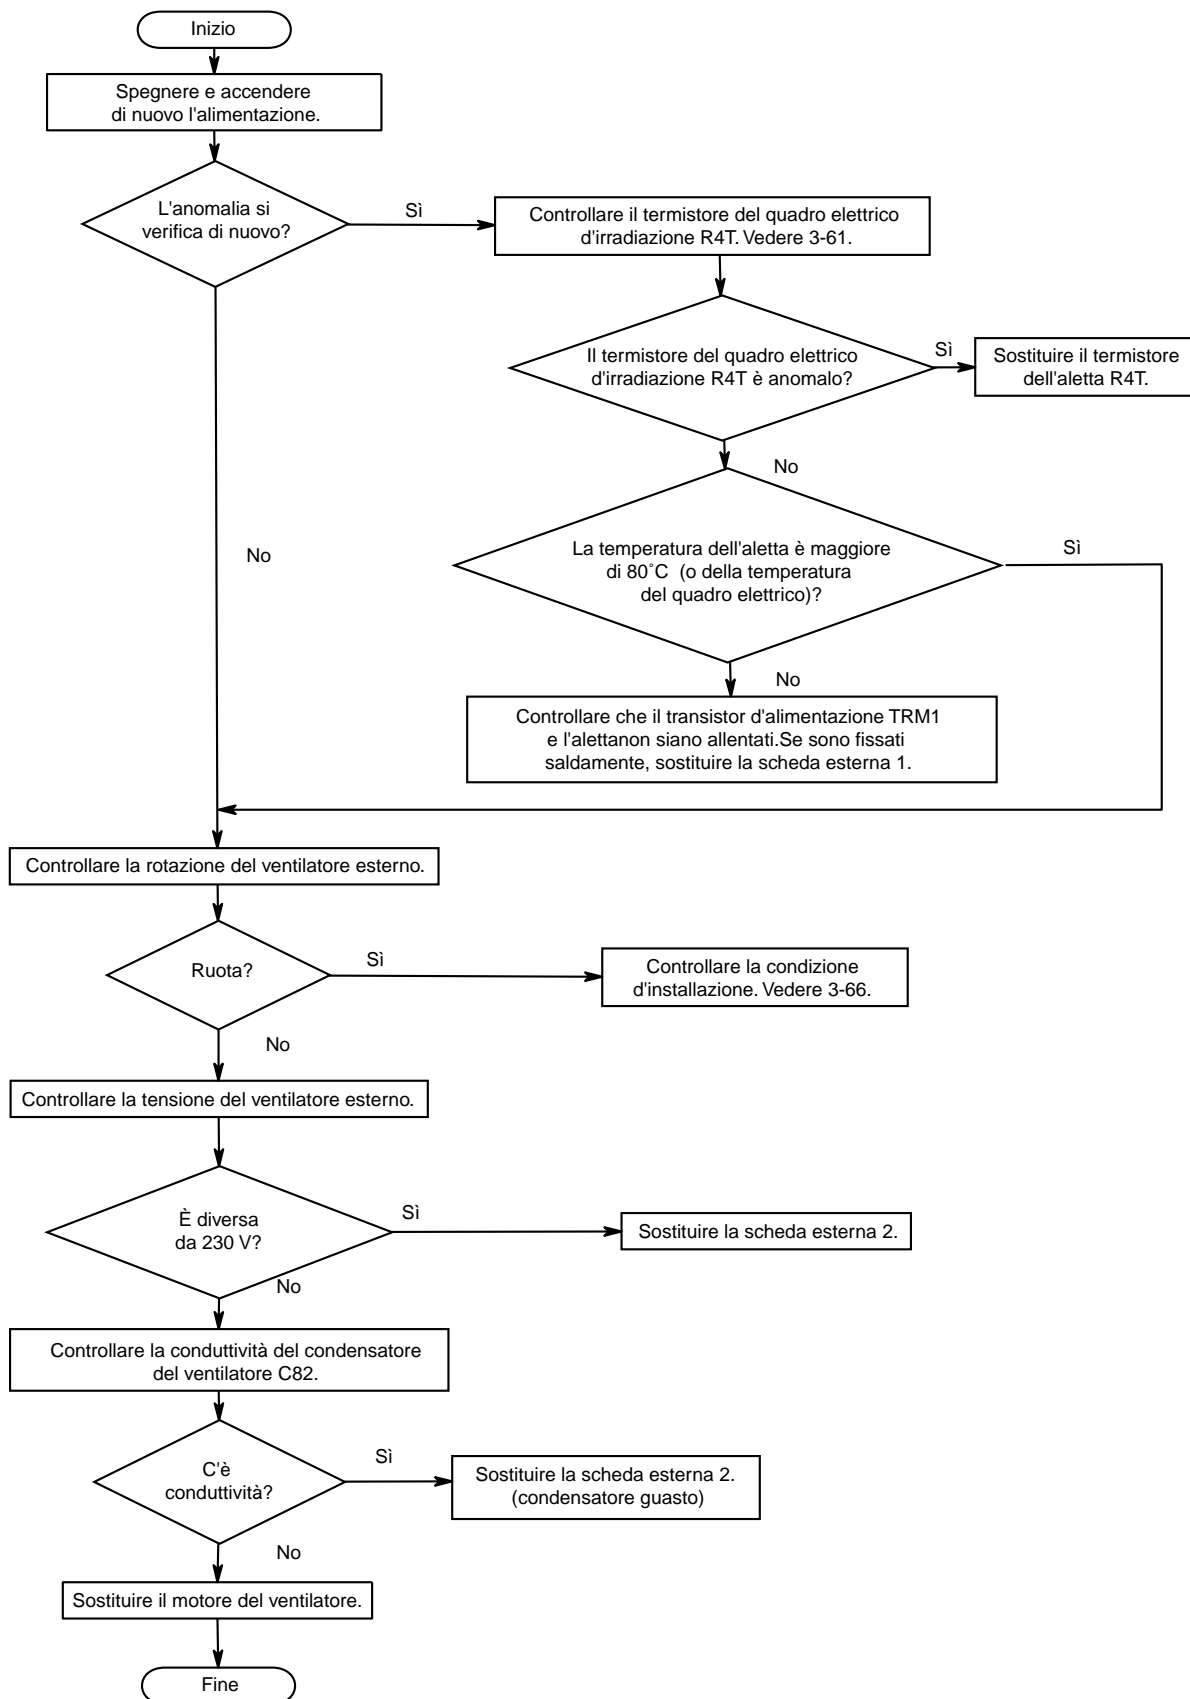 Inizio
Spegnere e accendere
di nuovo l'alimentazione.
L'anomalia si
verifica di nuovo?
Sì
Controllare il termistore del quadro elettrico
d'irradiazione R4T. Vedere 3-61.
Il termistore del quadro elettrico
d'irradiazione R4T è anomalo?
Sì
Sostituire il termistore
dell'aletta R4T.
No
No
La temperatura dell'aletta è maggiore
di 80˚C (o della temperatura
del quadro elettrico)?
Sì
No
Controllare che il transistor d'alimentazione TRM1
e l'alettanon siano allentati.Se sono fissati
saldamente, sostituire la scheda esterna 1.
Controllare la rotazione del ventilatore esterno.
Ruota?
Sì
Controllare la condizione
d'installazione. Vedere 3-66.
No
Controllare la tensione del ventilatore esterno.
È diversa
da 230 V?
Sì
Sostituire la scheda esterna 2.
No
Controllare la conduttività del condensatore
del ventilatore C82.
C'è
conduttività?
Sì
Sostituire la scheda esterna 2.
(condensatore guasto)
No
Sostituire il motore del ventilatore.
Fine